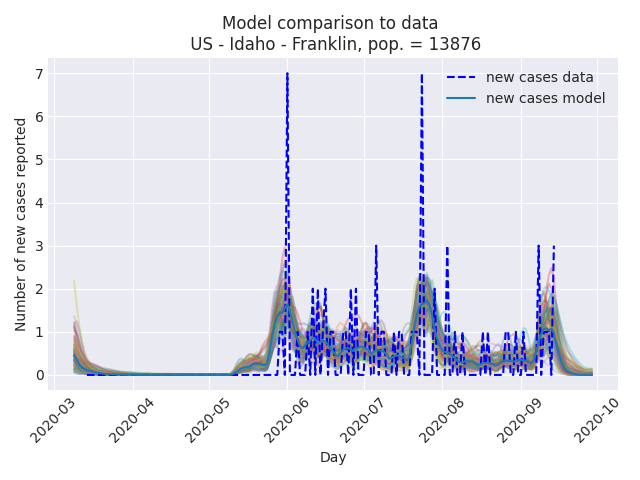 Model comparison to data
US - Idaho - Franklin, pop. = 13876
new cases data
new cases model
Number of new cases reported
7
6
5
4
3
2
1
0
2020-03
2020-04
2020-05
2020-06
2020-07
2020-08
2020-09
2020-10
Day